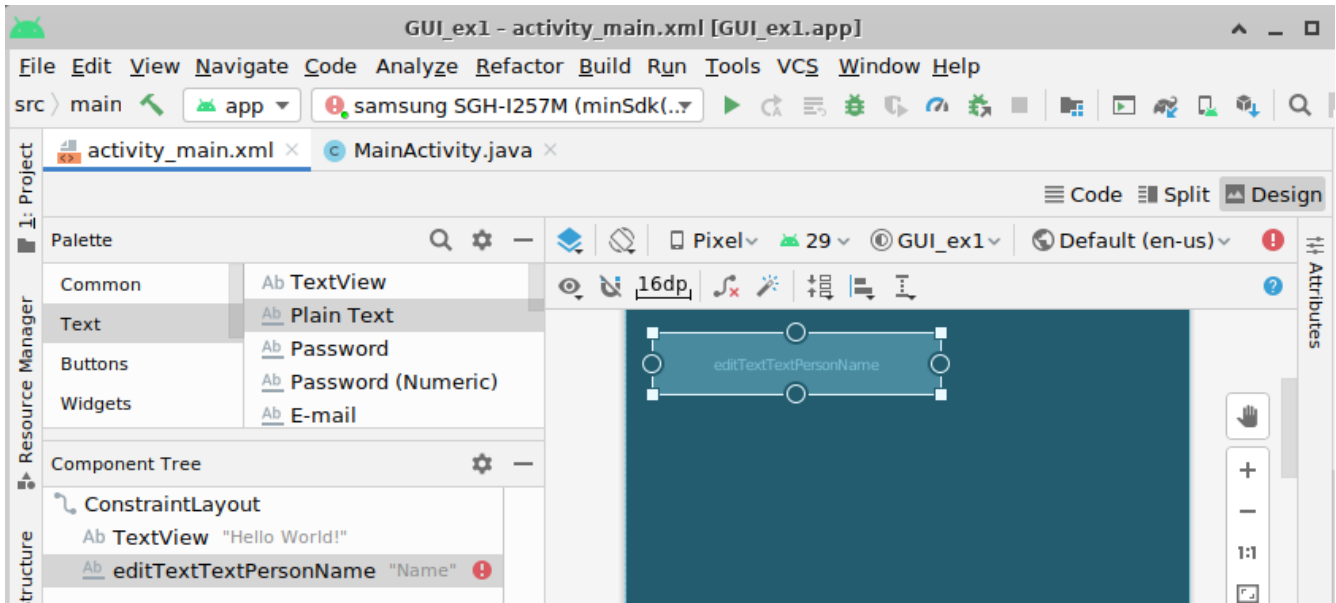 GUI_ex1 – activity_main.xml [GUI_ex1.app]
File Edit View Navigate Code Analyze Refactor Build Run Tools VCS Window Help
src main app samsung SGH-I257M (minSdk(..
activity_main.xml MainActivity.java
Code Split Design
1: Project
Resource Manager
Attributes
Palette
Pixel 29 GUI_ex1 Default (en-us)
Common
Text
Buttons
Widgets
Ab TextView
Ab Plain Text
Ab Password
Ab Password (Numeric)
Ab E-mail
16dp
editTextTextPersonName
Component Tree
ConstraintLayout
Ab TextView "Hello World!"
Ab editTextTextPersonName "Name"
1:1